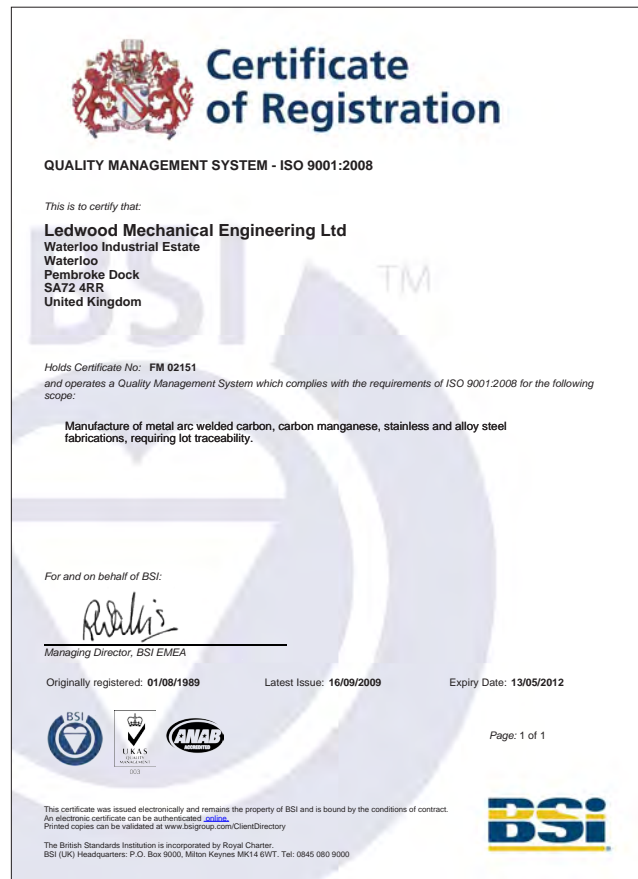 Certificate
of Registration
QUALITY MANAGEMENT SYSTEM - ISO 9001:2008
This is to certify that:
Ledwood Mechanical Engineering Ltd
Waterloo Industrial Estate
Waterloo
Pembroke Dock
SA72 4RR
United Kingdom
BSI
TM
Holds Certificate No: FM 02151
and operates a Quality Management System which complies with the requirements of ISO 9001:2008 for the following
scope:
Manufacture of metal arc welded carbon, carbon manganese, stainless and alloy steel
fabrications, requiring lot traceability.
For and on behalf of BSI:
Managing Director, BSI EMEA
Originally registered: 01/08/1989 Latest Issue: 16/09/2009 Expiry Date: 13/05/2012
BSI
UKAS
QUALITY
MANAGEMENT
003
ANAB
ACCREDITED
Page: 1 of 1
This certificate was issued electronically and remains the property of BSI and is bound by the conditions of contract.
An electronic certificate can be authenticated online.
Printed copies can be validated at www.bsigroup.com/ClientDirectory
The British Standards Institution is incorporated by Royal Charter.
BSI (UK) Headquarters: P.O. Box 9000, Milton Keynes MK14 6WT. Tel: 0845 080 9000
BSi